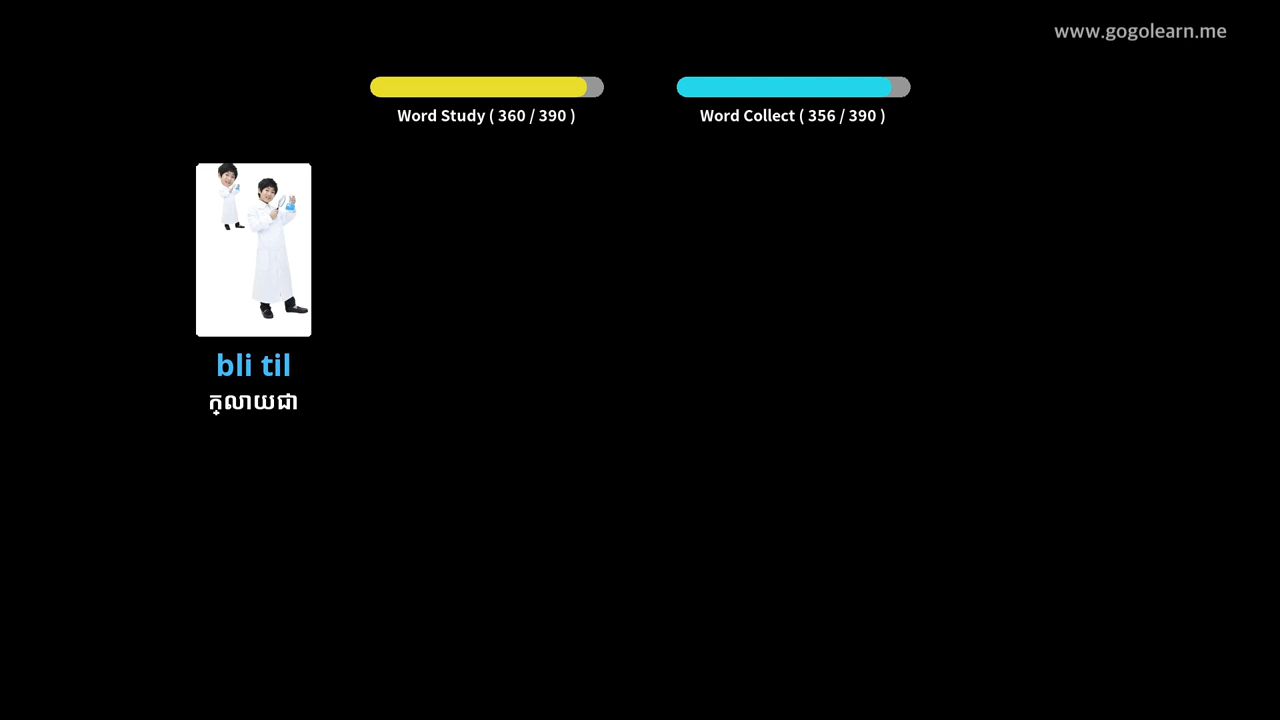 www.gogolearn.me
Word Study ( 360 / 390 )
Word Collect ( 356 / 390 )
bli til
ក្លាយជា